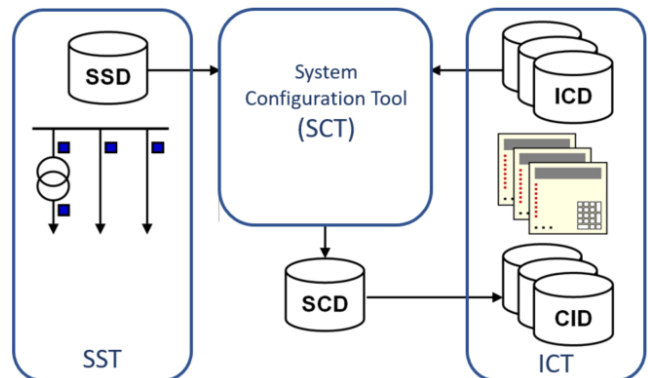 SSD
System
Configuration Tool
(SCT)
ICD
SCD
CID
SST
ICT